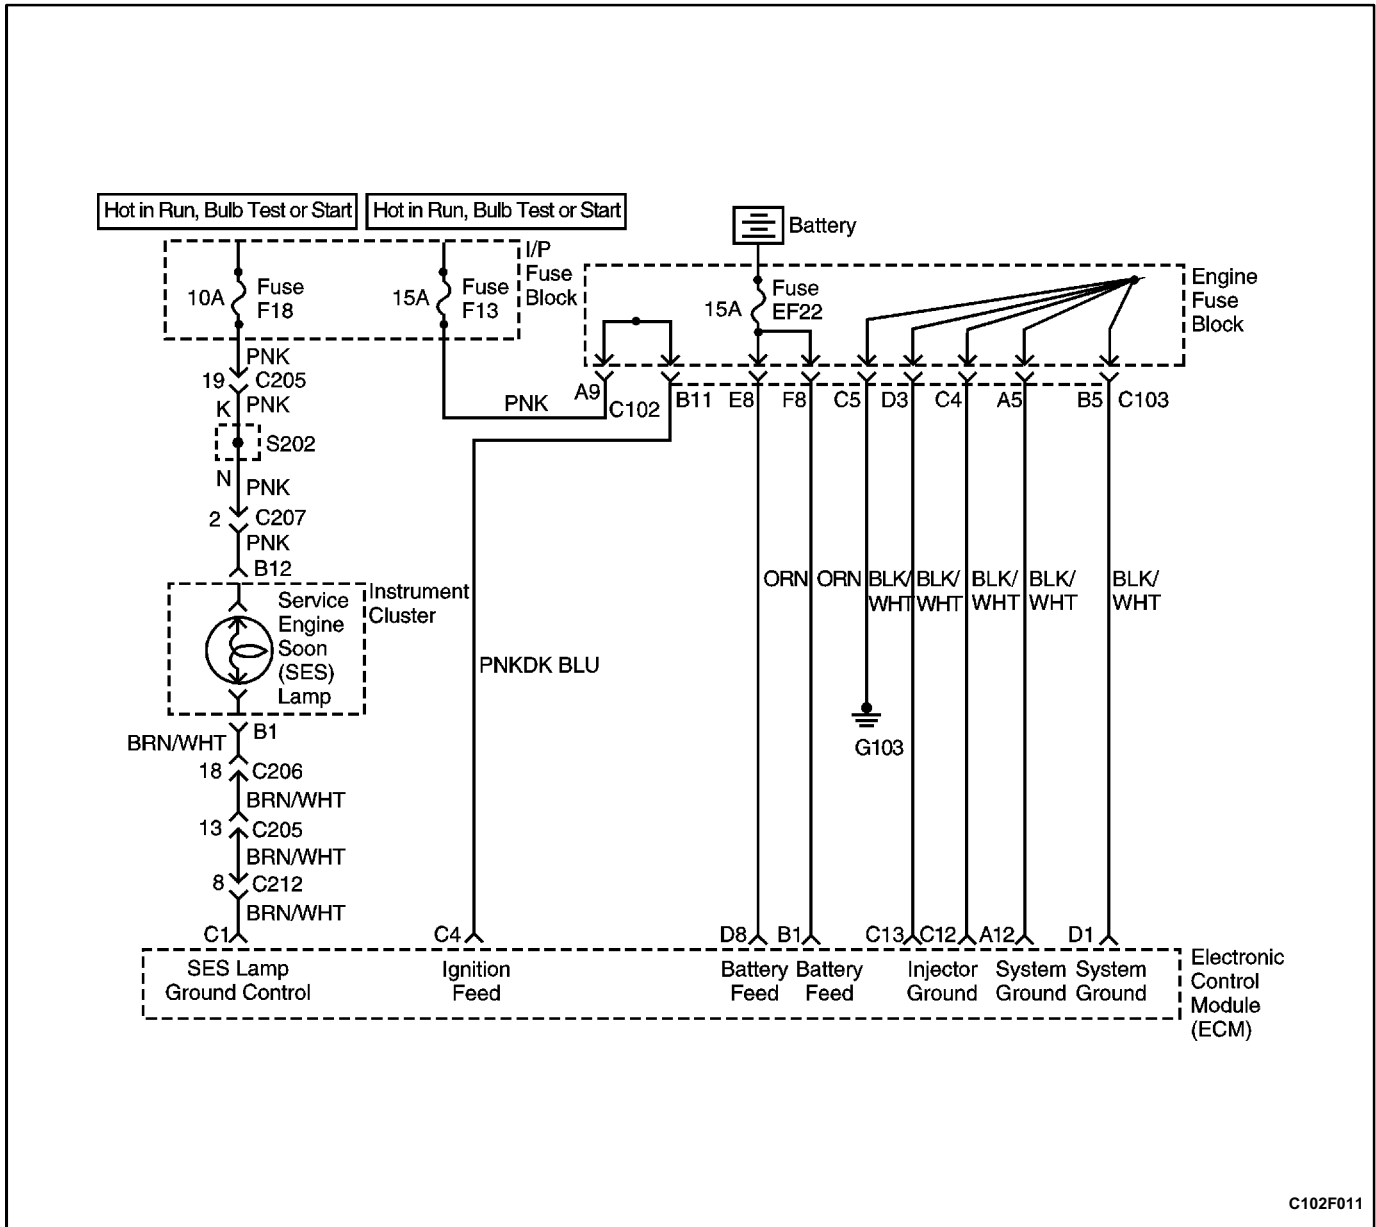 Hot in Run, Bulb Test or Start
Hot in Run, Bulb Test or Start
Battery
I/P
Fuse
Block
10A
Fuse
F18
15A
Fuse
F13
15A
Fuse
EF22
Engine
Fuse
Block
PNK
19
C205
K
PNK
S202
N
PNK
2
C207
PNK
B12
PNK
A9
C102
B11
E8
F8
C5
D3
C4
A5
B5
C103
Instrument
Cluster
Service
Engine
Soon
(SES)
Lamp
PNKDK BLU
ORN
ORN
BLK/
WHT
BLK/
WHT
BLK/
WHT
BLK/
WHT
BLK/
WHT
G103
B1
BRN/WHT
18
C206
BRN/WHT
13
C205
BRN/WHT
8
C212
BRN/WHT
C1
C4
D8
B1
C13
C12
A12
D1
SES Lamp
Ground Control
Ignition
Feed
Battery
Feed
Battery
Feed
Injector
Ground
System
Ground
System
Ground
Electronic
Control
Module
(ECM)
C102F011